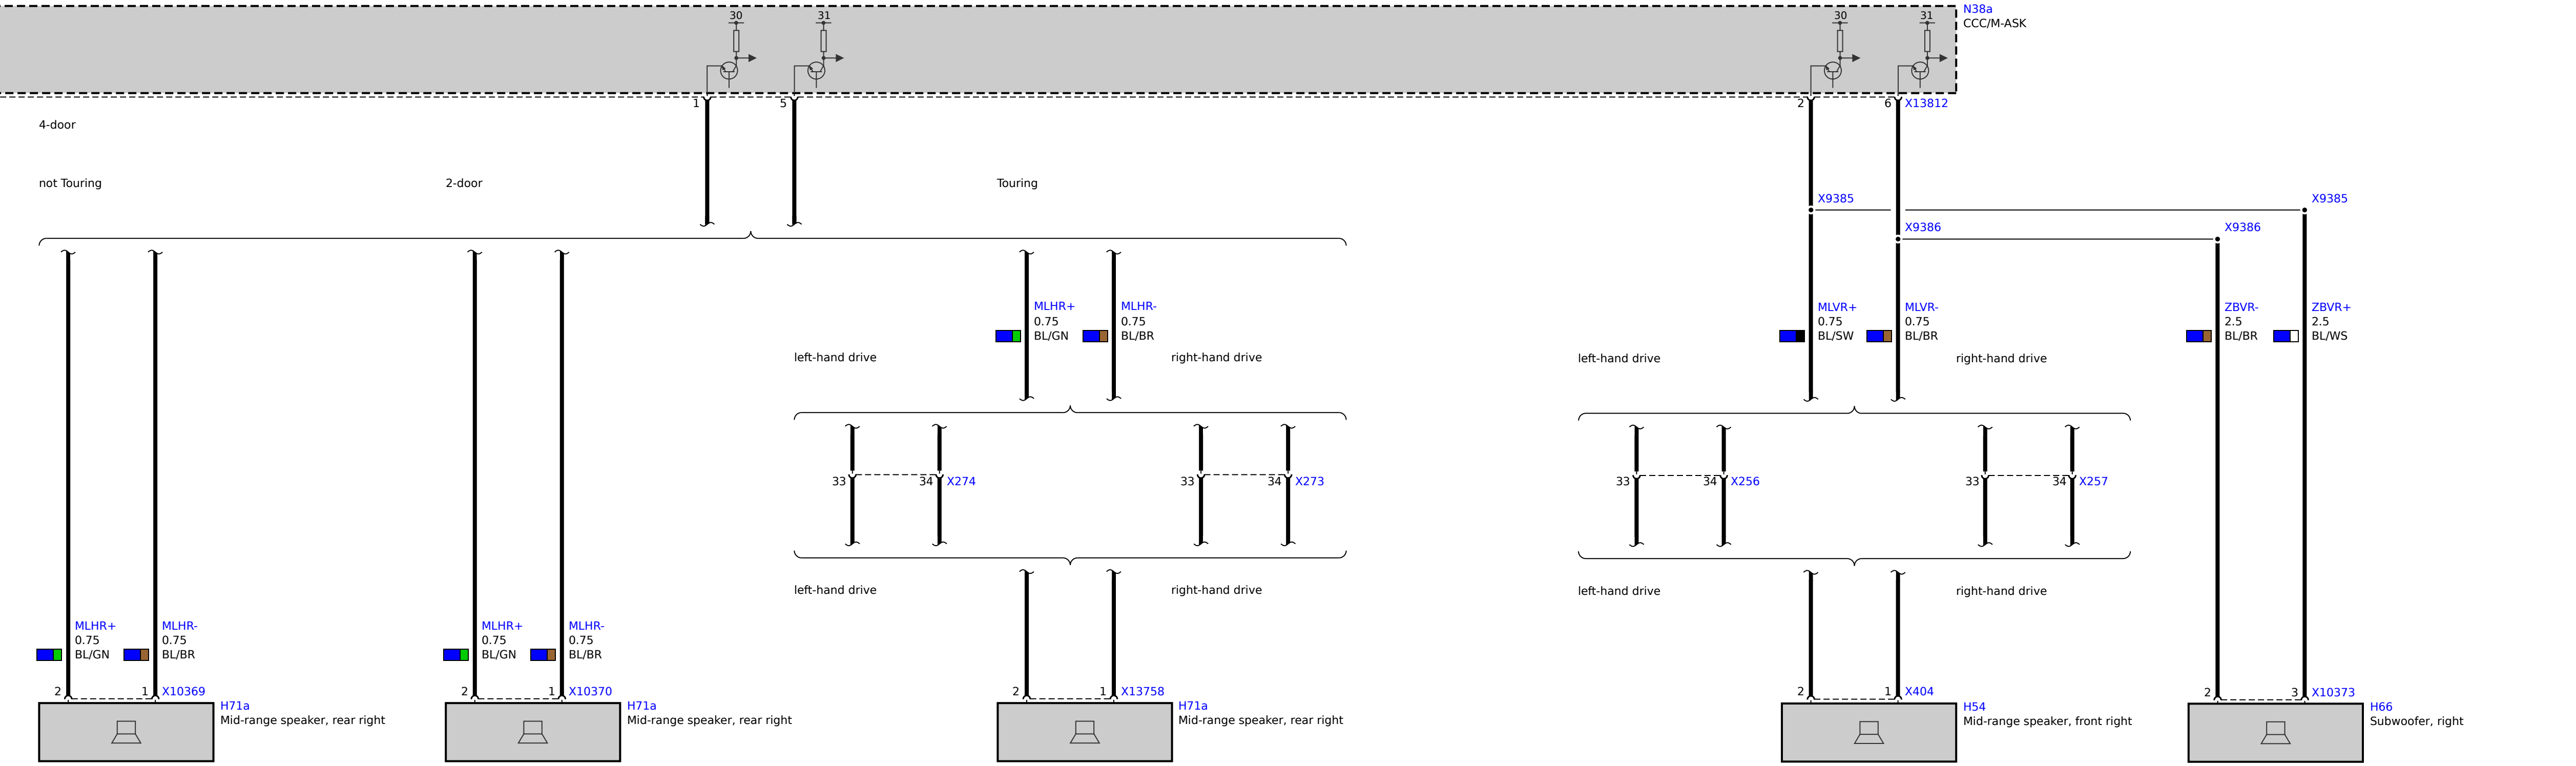 30
31
30
31
N38a
CCC/M-ASK
1
5
2
6
X13812
4-door
not Touring
2-door
Touring
X9385
X9385
X9386
X9386
MLHR+
0.75
BL/GN
MLHR-
0.75
BL/BR
MLVR+
0.75
BL/SW
MLVR-
0.75
BL/BR
ZBVR-
2.5
BL/BR
ZBVR+
2.5
BL/WS
left-hand drive
right-hand drive
left-hand drive
right-hand drive
33
34
X274
33
34
X273
33
34
X256
33
34
X257
left-hand drive
right-hand drive
left-hand drive
right-hand drive
MLHR+
0.75
BL/GN
MLHR-
0.75
BL/BR
MLHR+
0.75
BL/GN
MLHR-
0.75
BL/BR
2
1
X10369
2
1
X10370
2
1
X13758
2
1
X404
2
3
X10373
H71a
Mid-range speaker, rear right
H71a
Mid-range speaker, rear right
H71a
Mid-range speaker, rear right
H54
Mid-range speaker, front right
H66
Subwoofer, right